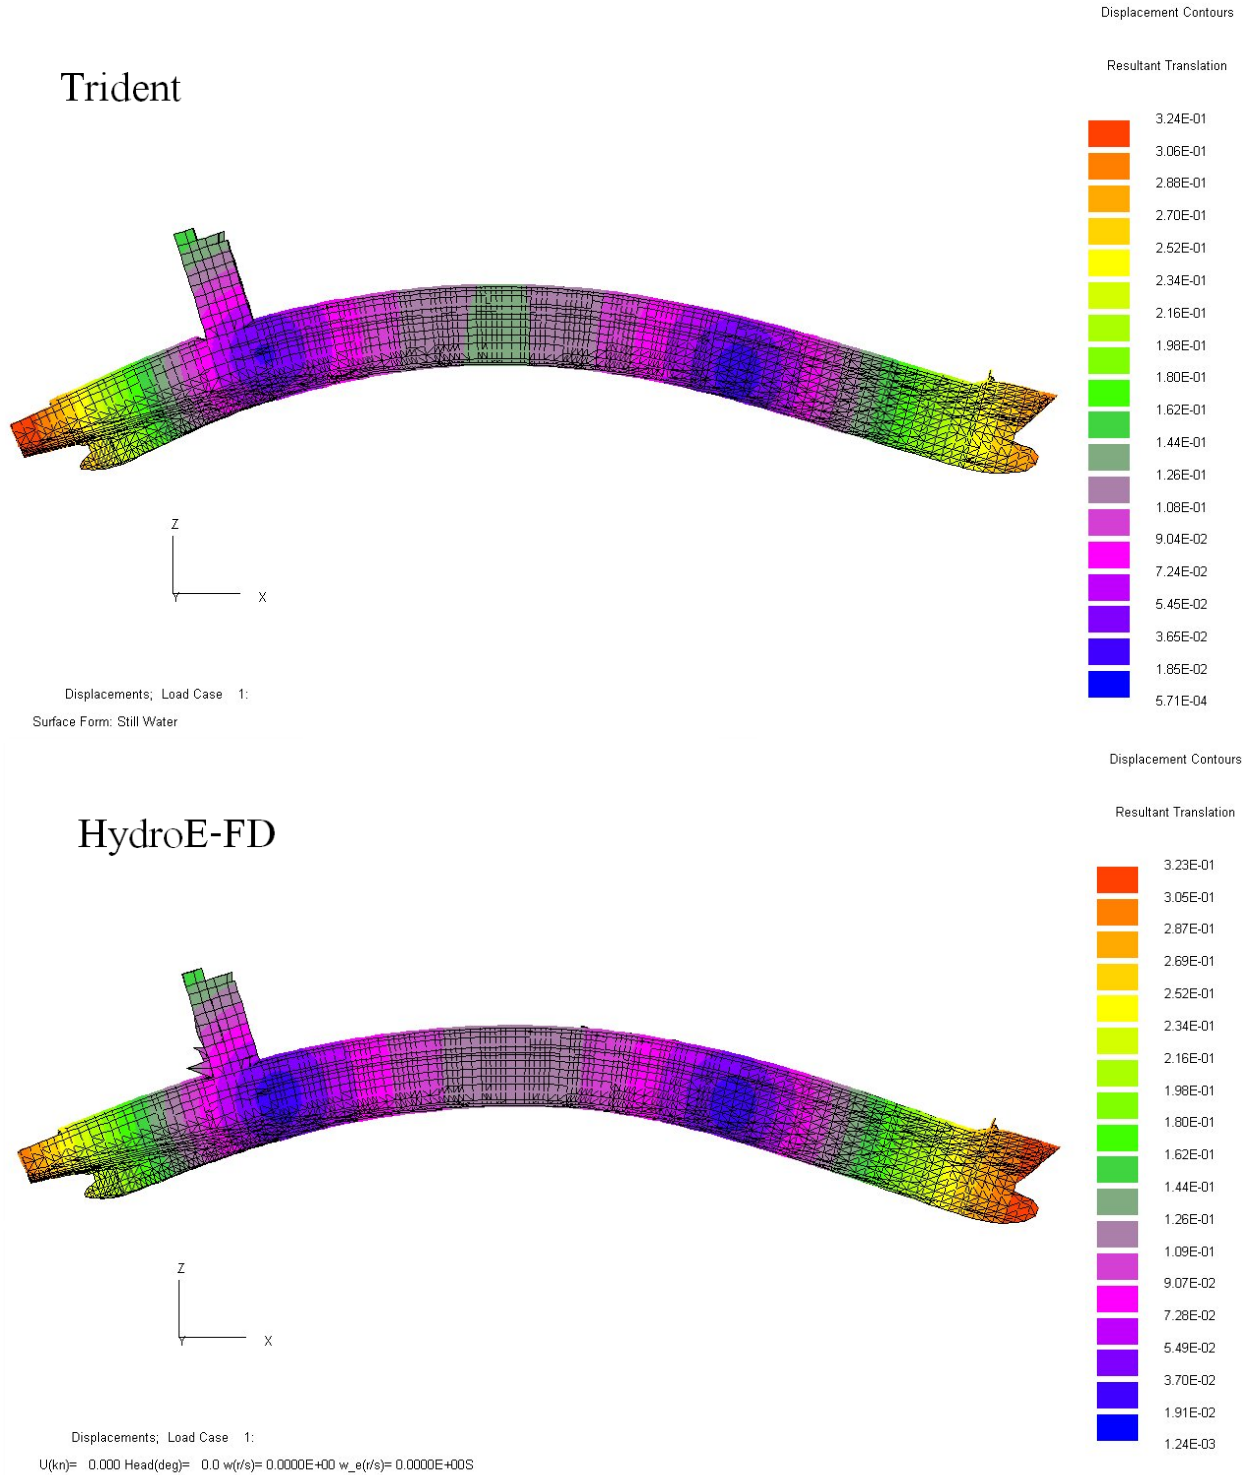 Displacement Contours
Resultant Translation
Trident
3.24E-01
3.06E-01
2.88E-01
2.70E-01
2.52E-01
2.34E-01
2.16E-01
1.98E-01
1.80E-01
1.62E-01
1.44E-01
1.26E-01
1.08E-01
9.04E-02
7.24E-02
5.45E-02
3.65E-02
1.85E-02
5.71E-04
Z
Y
X
Displacements; Load Case 1:
Surface Form: Still Water
Displacement Contours
Resultant Translation
HydroE-FD
3.23E-01
3.05E-01
2.87E-01
2.69E-01
2.52E-01
2.34E-01
2.16E-01
1.98E-01
1.80E-01
1.62E-01
1.44E-01
1.26E-01
1.09E-01
9.07E-02
7.28E-02
5.49E-02
3.70E-02
1.91E-02
1.24E-03
Z
Y
X
Displacements; Load Case 1:
U(kn)= 0.000 Head(deg)= 0.0 w(r/s)= 0.0000E+00 w_e(r/s)= 0.0000E+00S